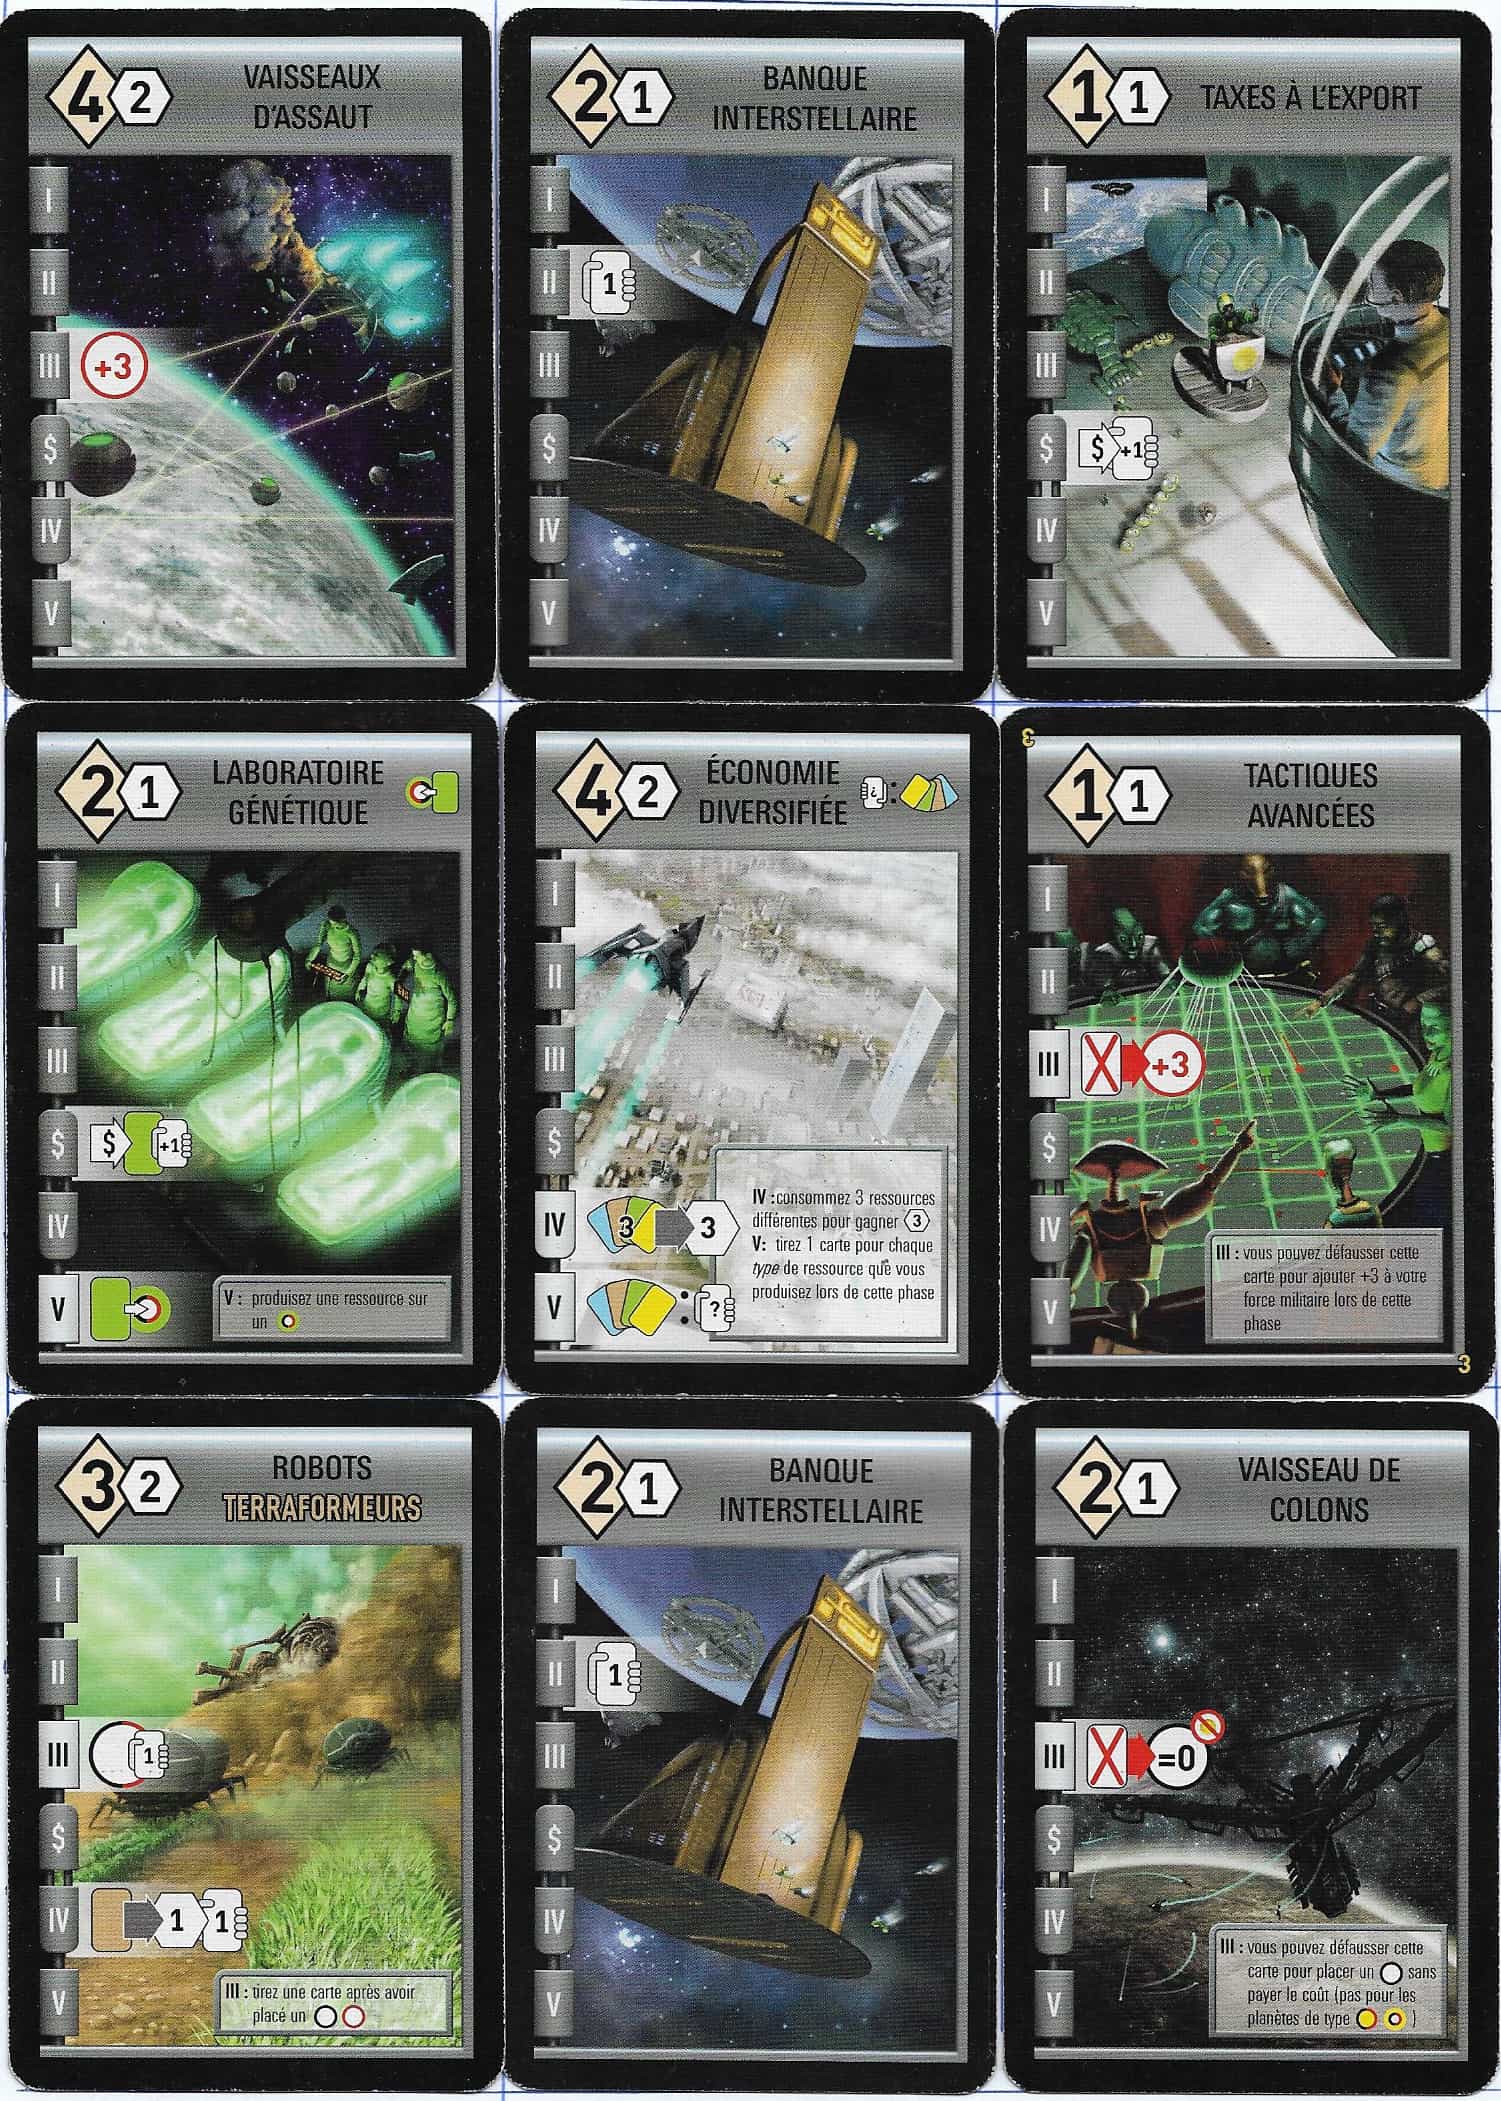 4 2 VAISSEAUX
D'ASSAUT
I
II
III +3
$
IV
V
2 1 BANQUE
INTERSTELLAIRE
I
II 1
III
$
IV
V
1 1 TAXES À L'EXPORT
I
II
III
$ $ +1
IV
V
2 1 LABORATOIRE
GÉNÉTIQUE
I
II
III
$ $ +1
IV
V
V : produisez une ressource sur
un
4 2 ÉCONOMIE
DIVERSIFIÉE ¿ :
I
II
III
$
IV 3 3
V : ?
IV : consommez 3 ressources
différentes pour gagner 3
V: tirez 1 carte pour chaque
type de ressource que vous
produisez lors de cette phase
3
1 1 TACTIQUES
AVANCÉES
I
II
III +3
$
IV
V
III : vous pouvez défausser cette
carte pour ajouter +3 à votre
force militaire lors de cette
phase
3
3 2 ROBOTS
TERRAFORMEURS
I
II
III 1
$
IV 1 1
V
III : tirez une carte après avoir
placé un
2 1 BANQUE
INTERSTELLAIRE
I
II 1
III
$
IV
V
2 1 VAISSEAU DE
COLONS
I
II
III =0
$
IV
V
III : vous pouvez défausser cette
carte pour placer un sans
payer le coût (pas pour les
planètes de type )